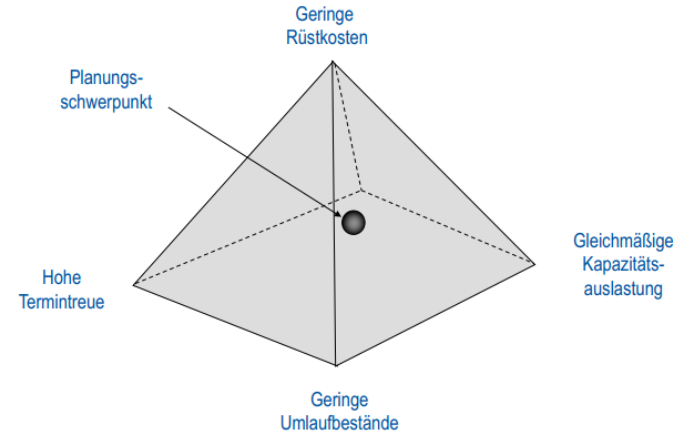 Geringe
Rüstkosten
Planungs-
schwerpunkt
Gleichmäßige
Kapazitäts-
auslastung
Hohe
Termintreue
Geringe
Umlaufbestände